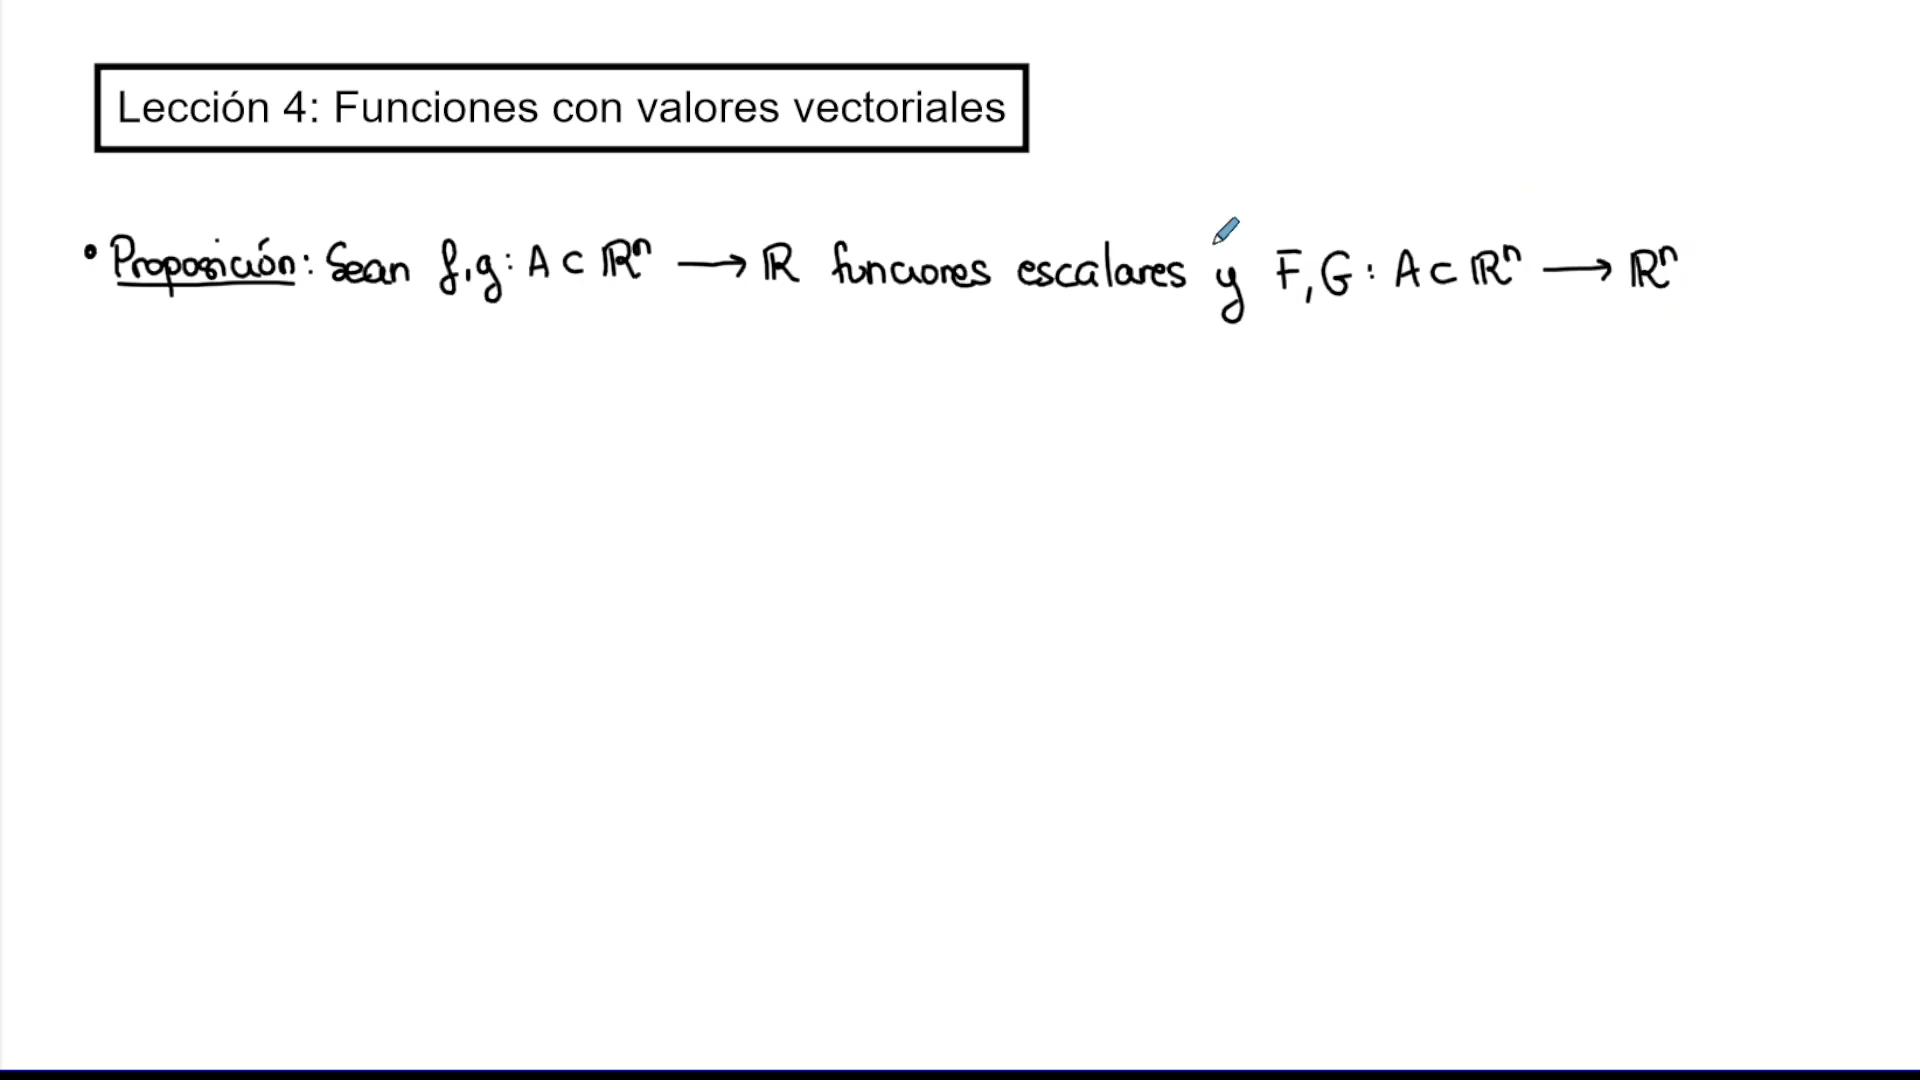 Lección 4: Funciones con valores vectoriales
• Proposición: Sean f,g: A ⊂ ℝⁿ ⟶ ℝ funciones escalares y F,G: A ⊂ ℝⁿ ⟶ ℝⁿ